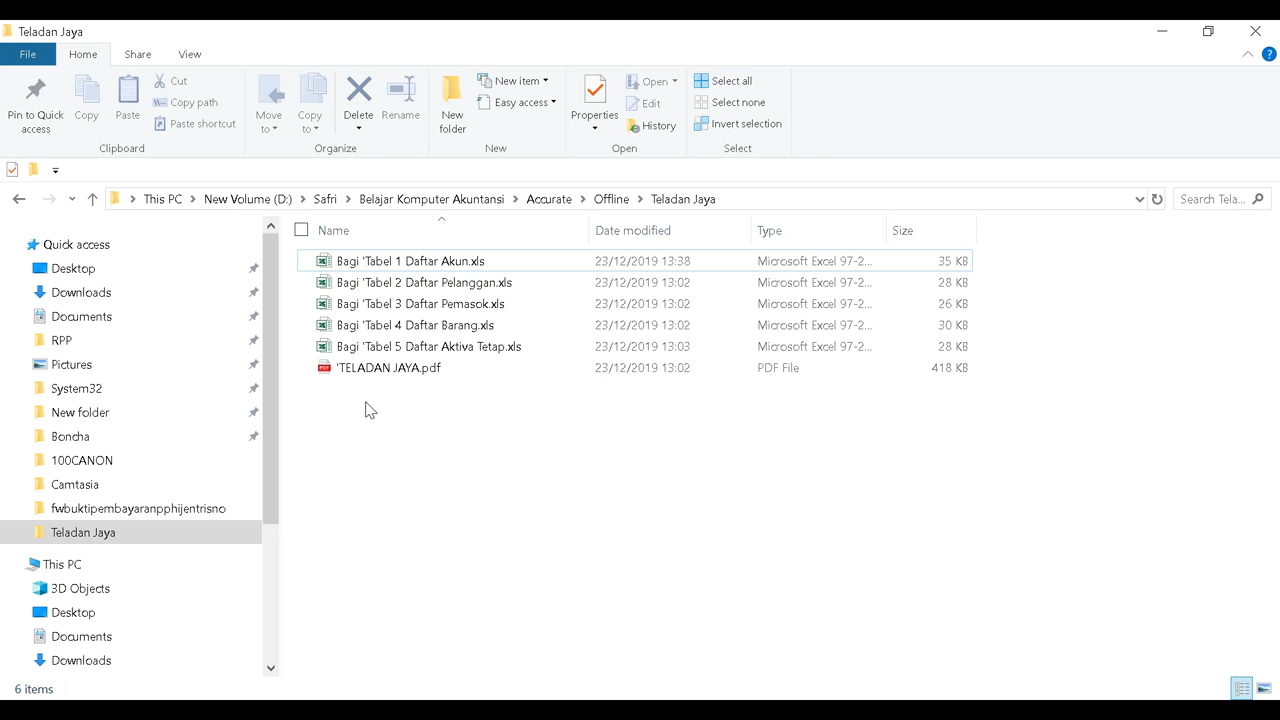 Teladan Jaya
File Home Share View
Pin to Quick access
Copy
Paste
Cut
Copy path
Paste shortcut
Clipboard
Move to
Copy to
Delete
Rename
Organize
New folder
New item
Easy access
New
Properties
Open
Edit
History
Open
Select all
Select none
Invert selection
Select
This PC > New Volume (D:) > Safri > Belajar Komputer Akuntansi > Accurate > Offline > Teladan Jaya
Search Tela...
Name Date modified Type Size
Bagi 'Tabel 1 Daftar Akun.xls 23/12/2019 13:38 Microsoft Excel 97-2... 35 KB
Bagi 'Tabel 2 Daftar Pelanggan.xls 23/12/2019 13:02 Microsoft Excel 97-2... 28 KB
Bagi 'Tabel 3 Daftar Pemasok.xls 23/12/2019 13:02 Microsoft Excel 97-2... 26 KB
Bagi 'Tabel 4 Daftar Barang.xls 23/12/2019 13:02 Microsoft Excel 97-2... 30 KB
Bagi 'Tabel 5 Daftar Aktiva Tetap.xls 23/12/2019 13:03 Microsoft Excel 97-2... 28 KB
'TELADAN JAYA.pdf 23/12/2019 13:02 PDF File 418 KB
Quick access
Desktop
Downloads
Documents
RPP
Pictures
System32
New folder
Boncha
100CANON
Camtasia
fwbuktipembayaranpphijentrisno
Teladan Jaya
This PC
3D Objects
Desktop
Documents
Downloads
6 items